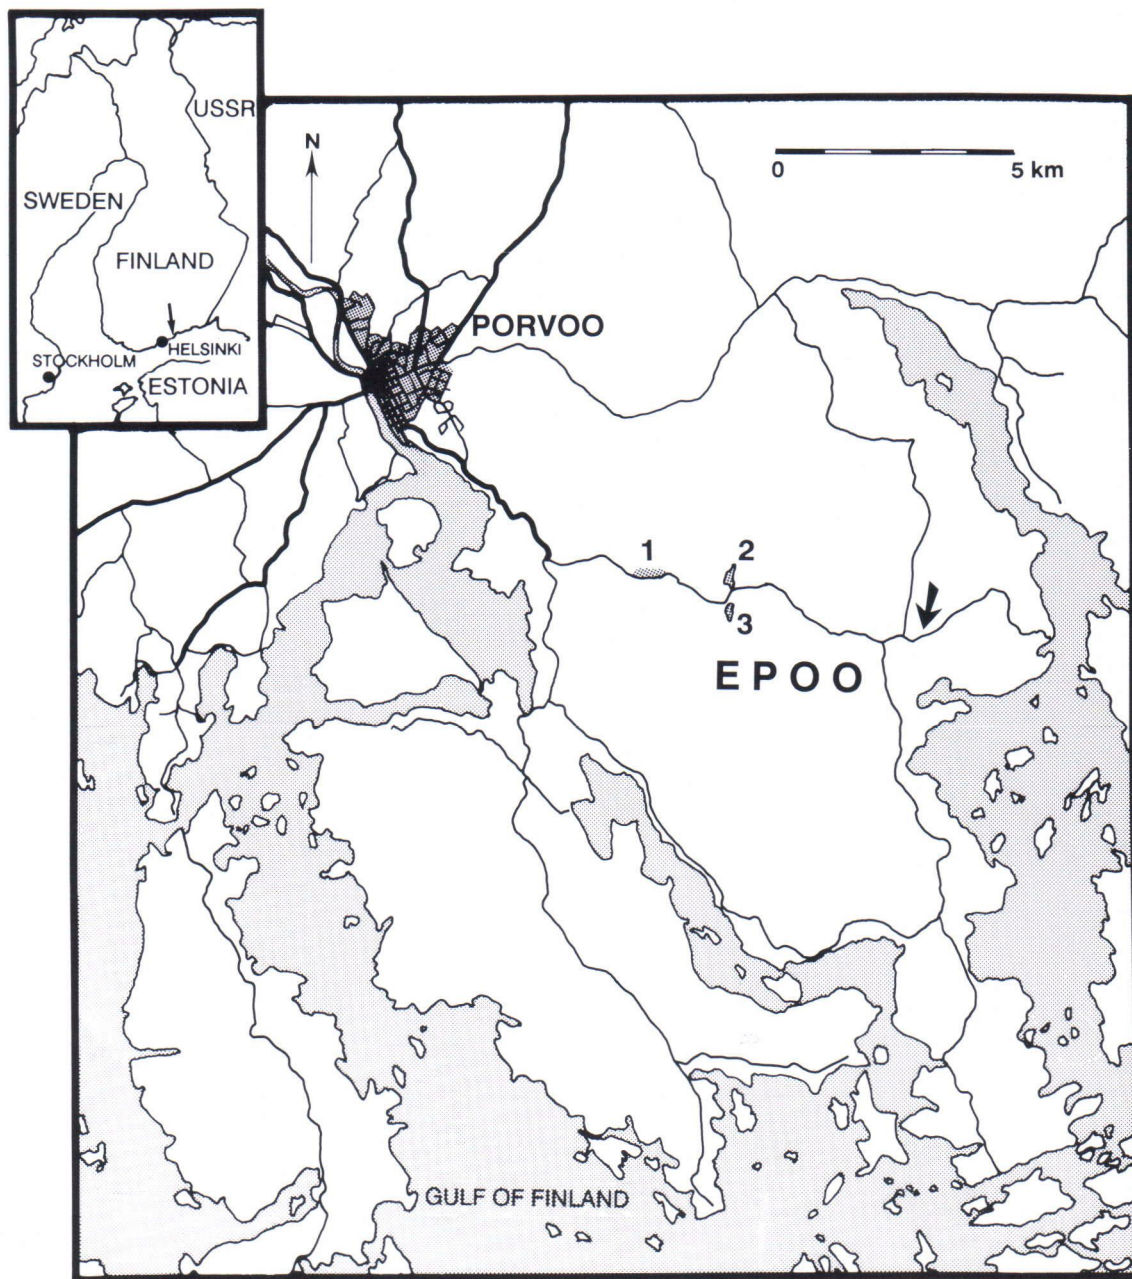 USSR
SWEDEN
FINLAND
STOCKHOLM
HELSINKI
ESTONIA
N
0 5 km
PORVOO
1
2
3
EPOO
GULF OF FINLAND